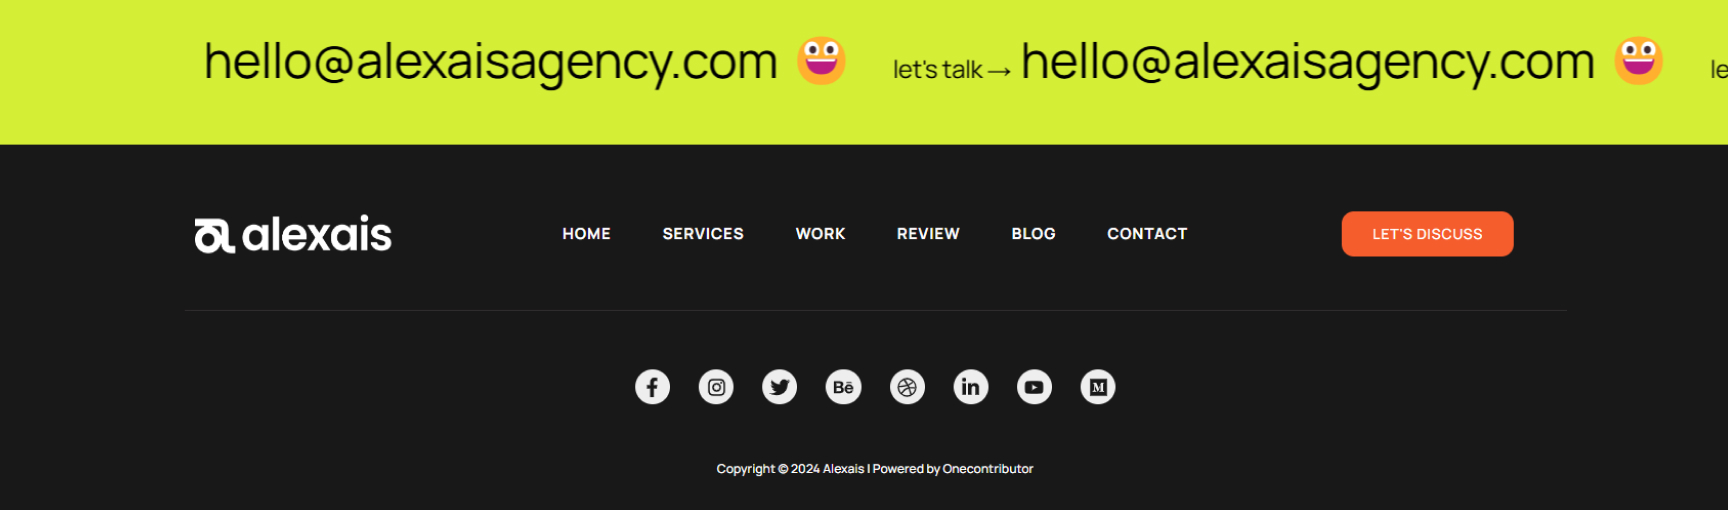 hello@alexaisagency.com let's talk → hello@alexaisagency.com le
alexais HOME SERVICES WORK REVIEW BLOG CONTACT LET'S DISCUSS
Copyright © 2024 Alexais | Powered by Onecontributor